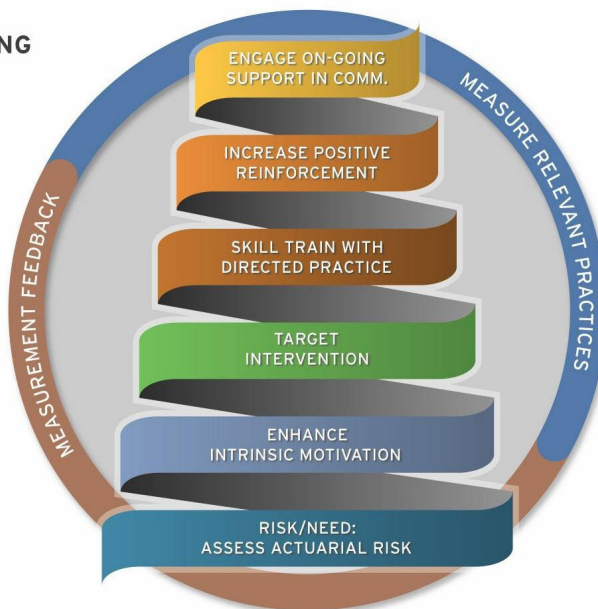 NG
ENGAGE ON-GOING
SUPPORT IN COMM.
INCREASE POSITIVE
REINFORCEMENT
SKILL TRAIN WITH
DIRECTED PRACTICE
TARGET
INTERVENTION
ENHANCE
INTRINSIC MOTIVATION
RISK/NEED:
ASSESS ACTUARIAL RISK
MEASUREMENT FEEDBACK
MEASURE RELEVANT PRACTICES